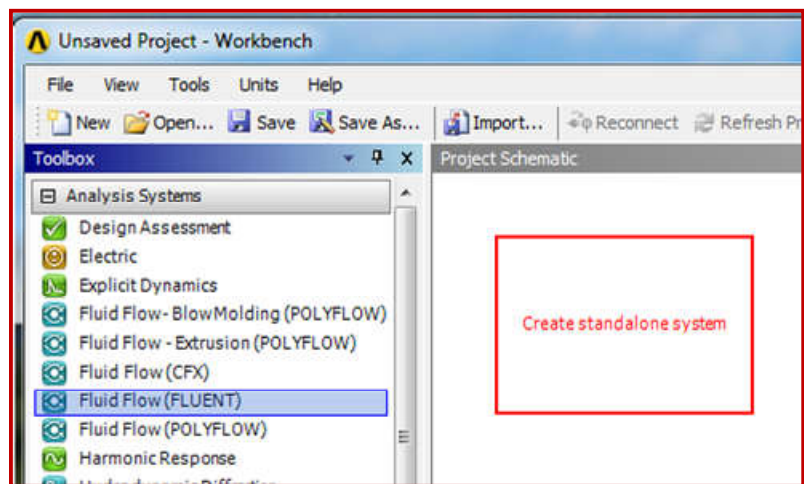 Unsaved Project - Workbench
File View Tools Units Help
New Open... Save Save As... Import... Reconnect Refresh Pr
Toolbox Project Schematic
Analysis Systems
Design Assessment
Electric
Explicit Dynamics
Fluid Flow- BlowMolding (POLYFLOW)
Fluid Flow - Extrusion (POLYFLOW)
Fluid Flow (CFX)
Fluid Flow (FLUENT)
Fluid Flow (POLYFLOW)
Harmonic Response
Create standalone system